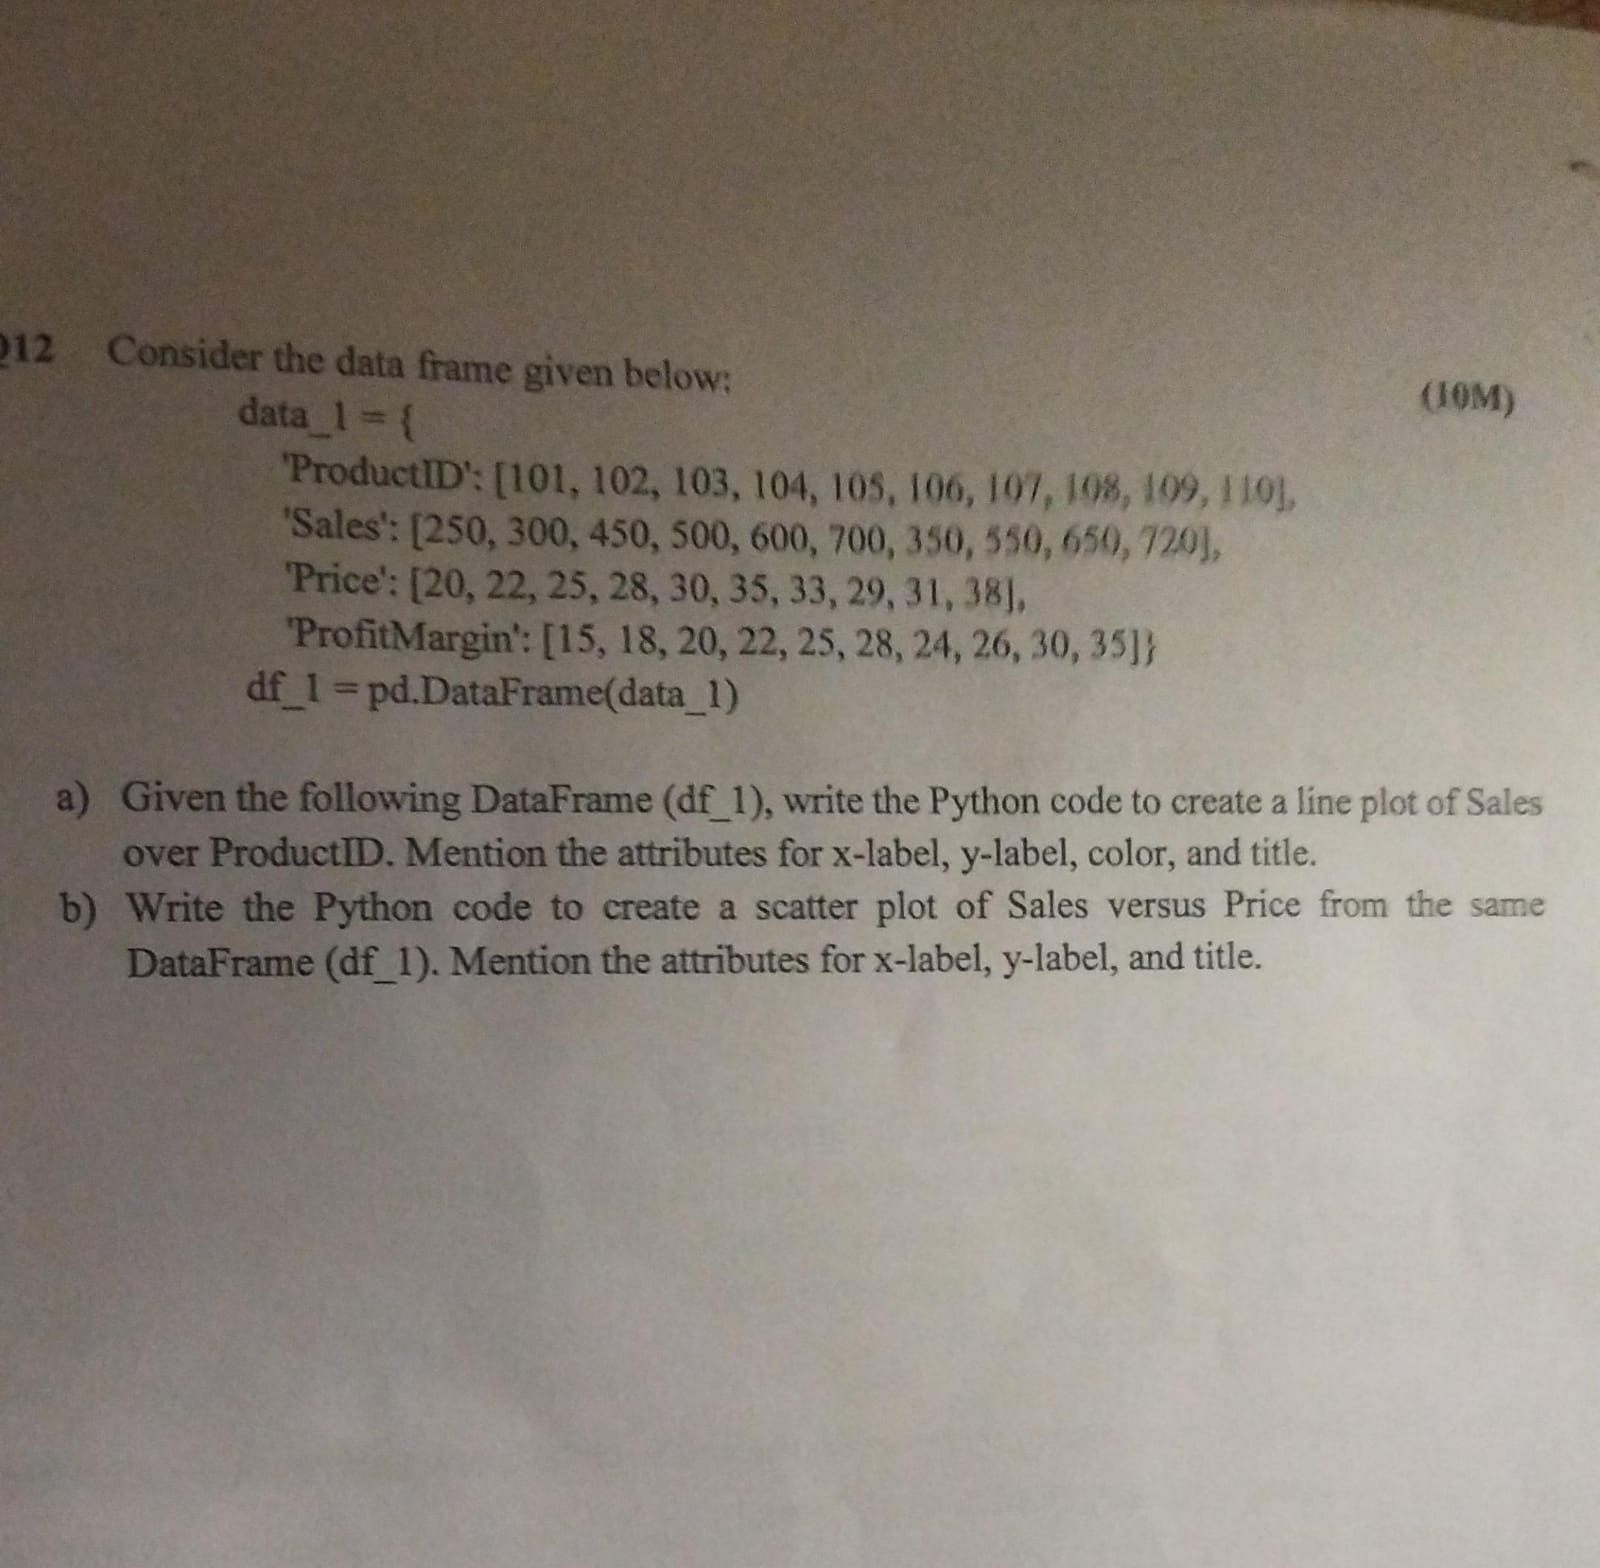 Q12 Consider the data frame given below:
(10M)
data_1 = {
'ProductID': [101, 102, 103, 104, 105, 106, 107, 108, 109, 110],
'Sales': [250, 300, 450, 500, 600, 700, 350, 550, 650, 720],
'Price': [20, 22, 25, 28, 30, 35, 33, 29, 31, 38],
'ProfitMargin': [15, 18, 20, 22, 25, 28, 24, 26, 30, 35]}
df_1 = pd.DataFrame(data_1)
a) Given the following DataFrame (df_1), write the Python code to create a line plot of Sales
over ProductID. Mention the attributes for x-label, y-label, color, and title.
b) Write the Python code to create a scatter plot of Sales versus Price from the same
DataFrame (df_1). Mention the attributes for x-label, y-label, and title.